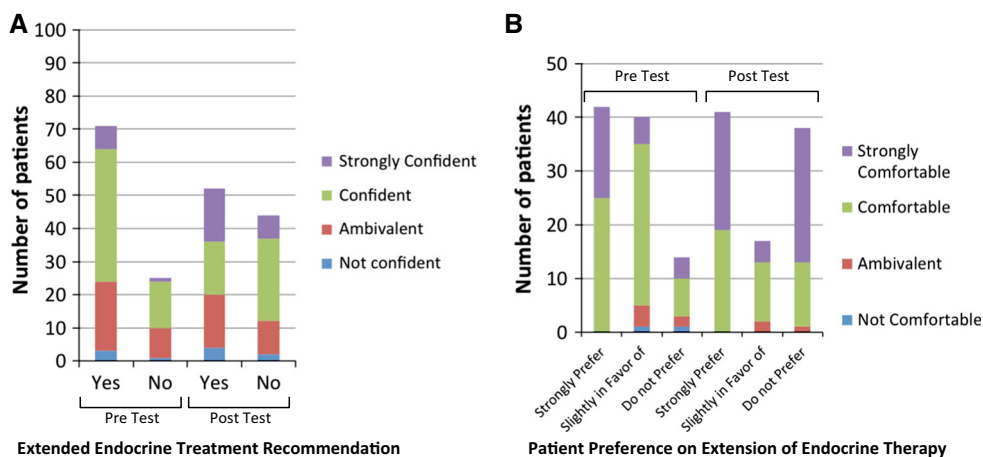 A
100
90
80
70
60
50
40
30
20
10
0
Number of patients
Yes
No
Yes
No
Pre Test
Post Test
Strongly Confident
Confident
Ambivalent
Not confident
Extended Endocrine Treatment Recommendation
B
50
40
30
20
10
0
Number of patients
Pre Test
Post Test
Strongly Prefer
Slightly in Favor of
Do not Prefer
Strongly Prefer
Slightly in Favor of
Do not Prefer
Strongly
Comfortable
Comfortable
Ambivalent
Not Comfortable
Patient Preference on Extension of Endocrine Therapy